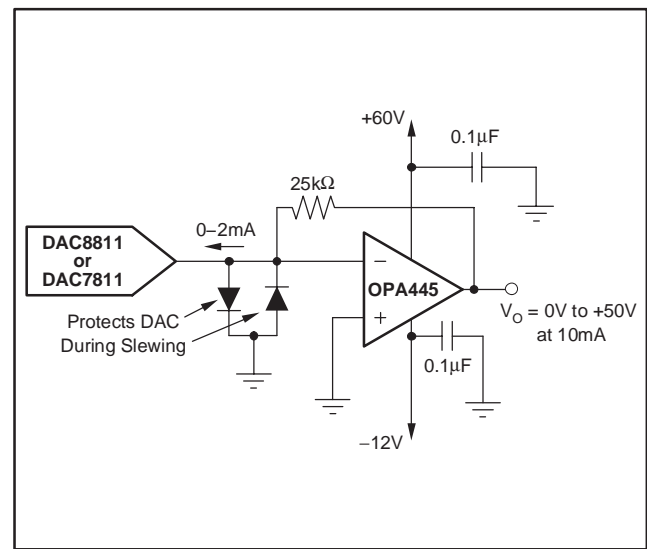 +60V
0.1μF
25kΩ
0–2mA
DAC8811
or
DAC7811
–
OPA445
+
Protects DAC
During Slewing
V_O = 0V to +50V
at 10mA
0.1μF
–12V